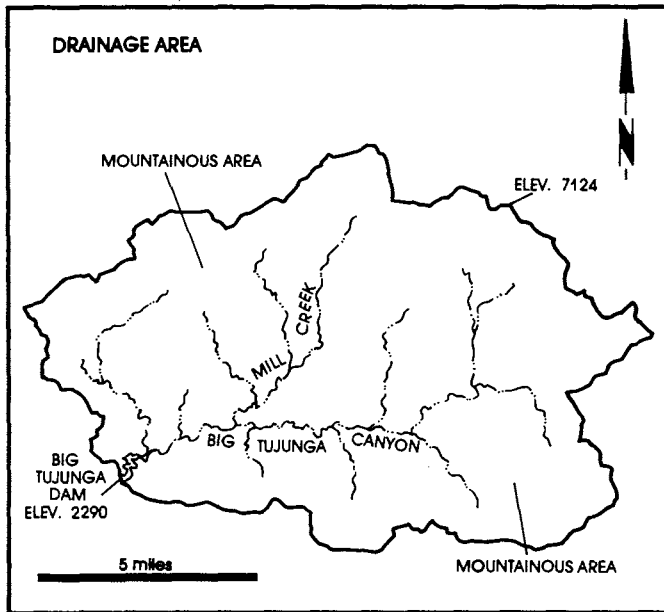 DRAINAGE AREA
N
MOUNTAINOUS AREA
ELEV. 7124
MILL CREEK
BIG TUJUNGA CANYON
BIG
TUJUNGA
DAM
ELEV. 2290
5 miles
MOUNTAINOUS AREA